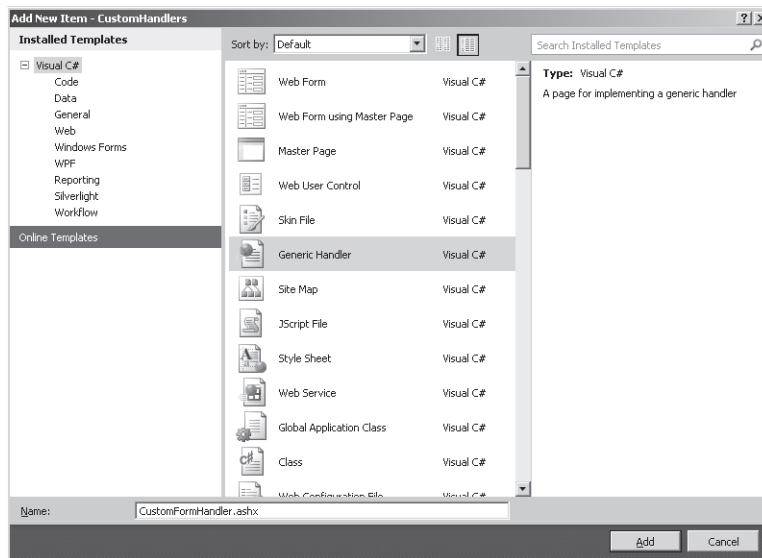 Add New Item - CustomHandlers
Installed Templates
Visual C#
Code
Data
General
Web
Windows Forms
WPF
Reporting
Silverlight
Workflow
Online Templates
Sort by: Default
Search Installed Templates
Web Form Visual C#
Web Form using Master Page Visual C#
Master Page Visual C#
Web User Control Visual C#
Skin File Visual C#
Generic Handler Visual C#
Site Map Visual C#
JScript File Visual C#
Style Sheet Visual C#
Web Service Visual C#
Global Application Class Visual C#
Class Visual C#
Web Configuration File Visual C#
Type: Visual C#
A page for implementing a generic handler
Name: CustomFormHandler.ashx
Add Cancel